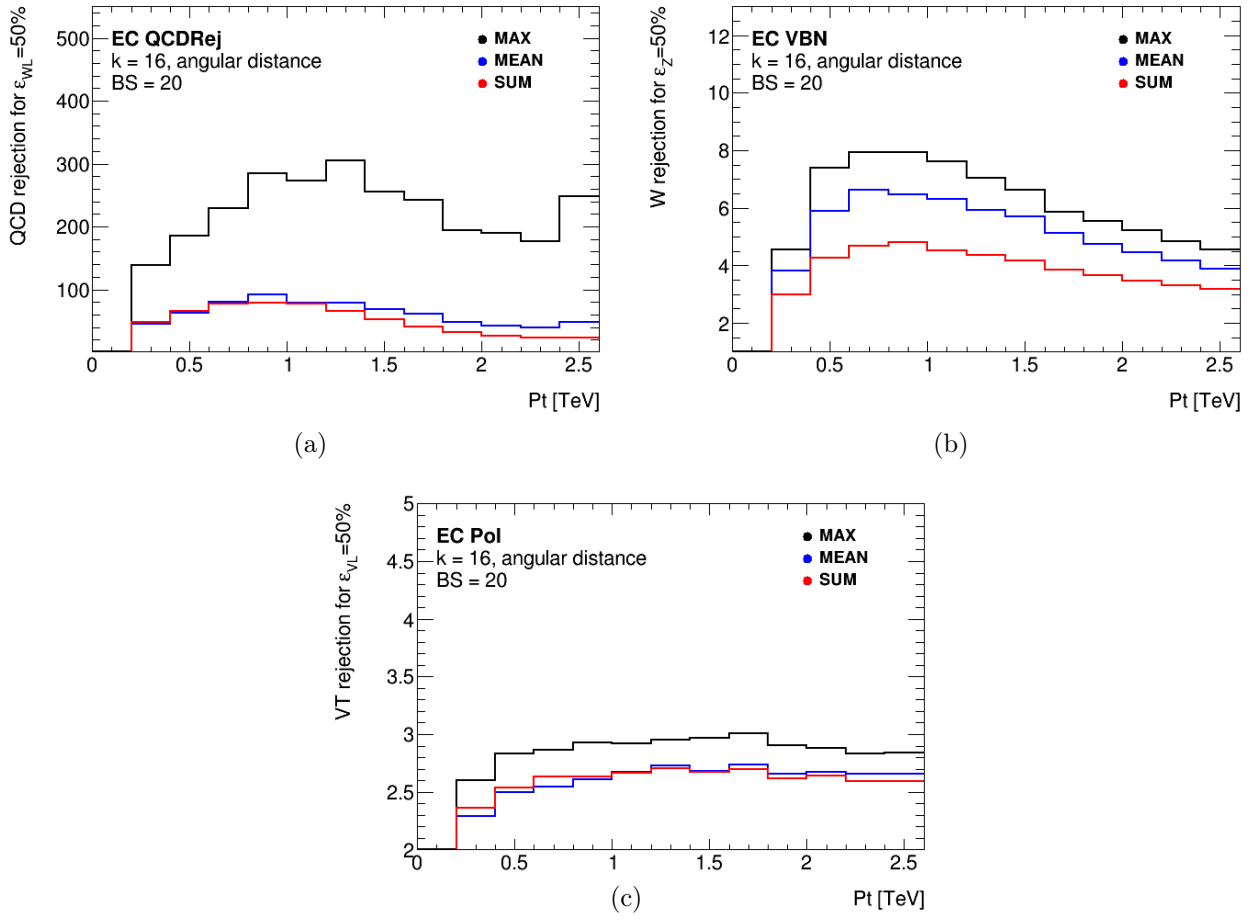 QCD rejection for ε_WL=50%
EC QCDRej
k = 16, angular distance
BS = 20
MAX
MEAN
SUM
500
400
300
200
100
0 0.5 1 1.5 2 2.5
Pt [TeV]
(a)
W rejection for ε_Z=50%
EC VBN
k = 16, angular distance
BS = 20
MAX
MEAN
SUM
12
10
8
6
4
2
0 0.5 1 1.5 2 2.5
Pt [TeV]
(b)
VT rejection for ε_VL=50%
EC Pol
k = 16, angular distance
BS = 20
MAX
MEAN
SUM
5
4.5
4
3.5
3
2.5
2
0 0.5 1 1.5 2 2.5
Pt [TeV]
(c)